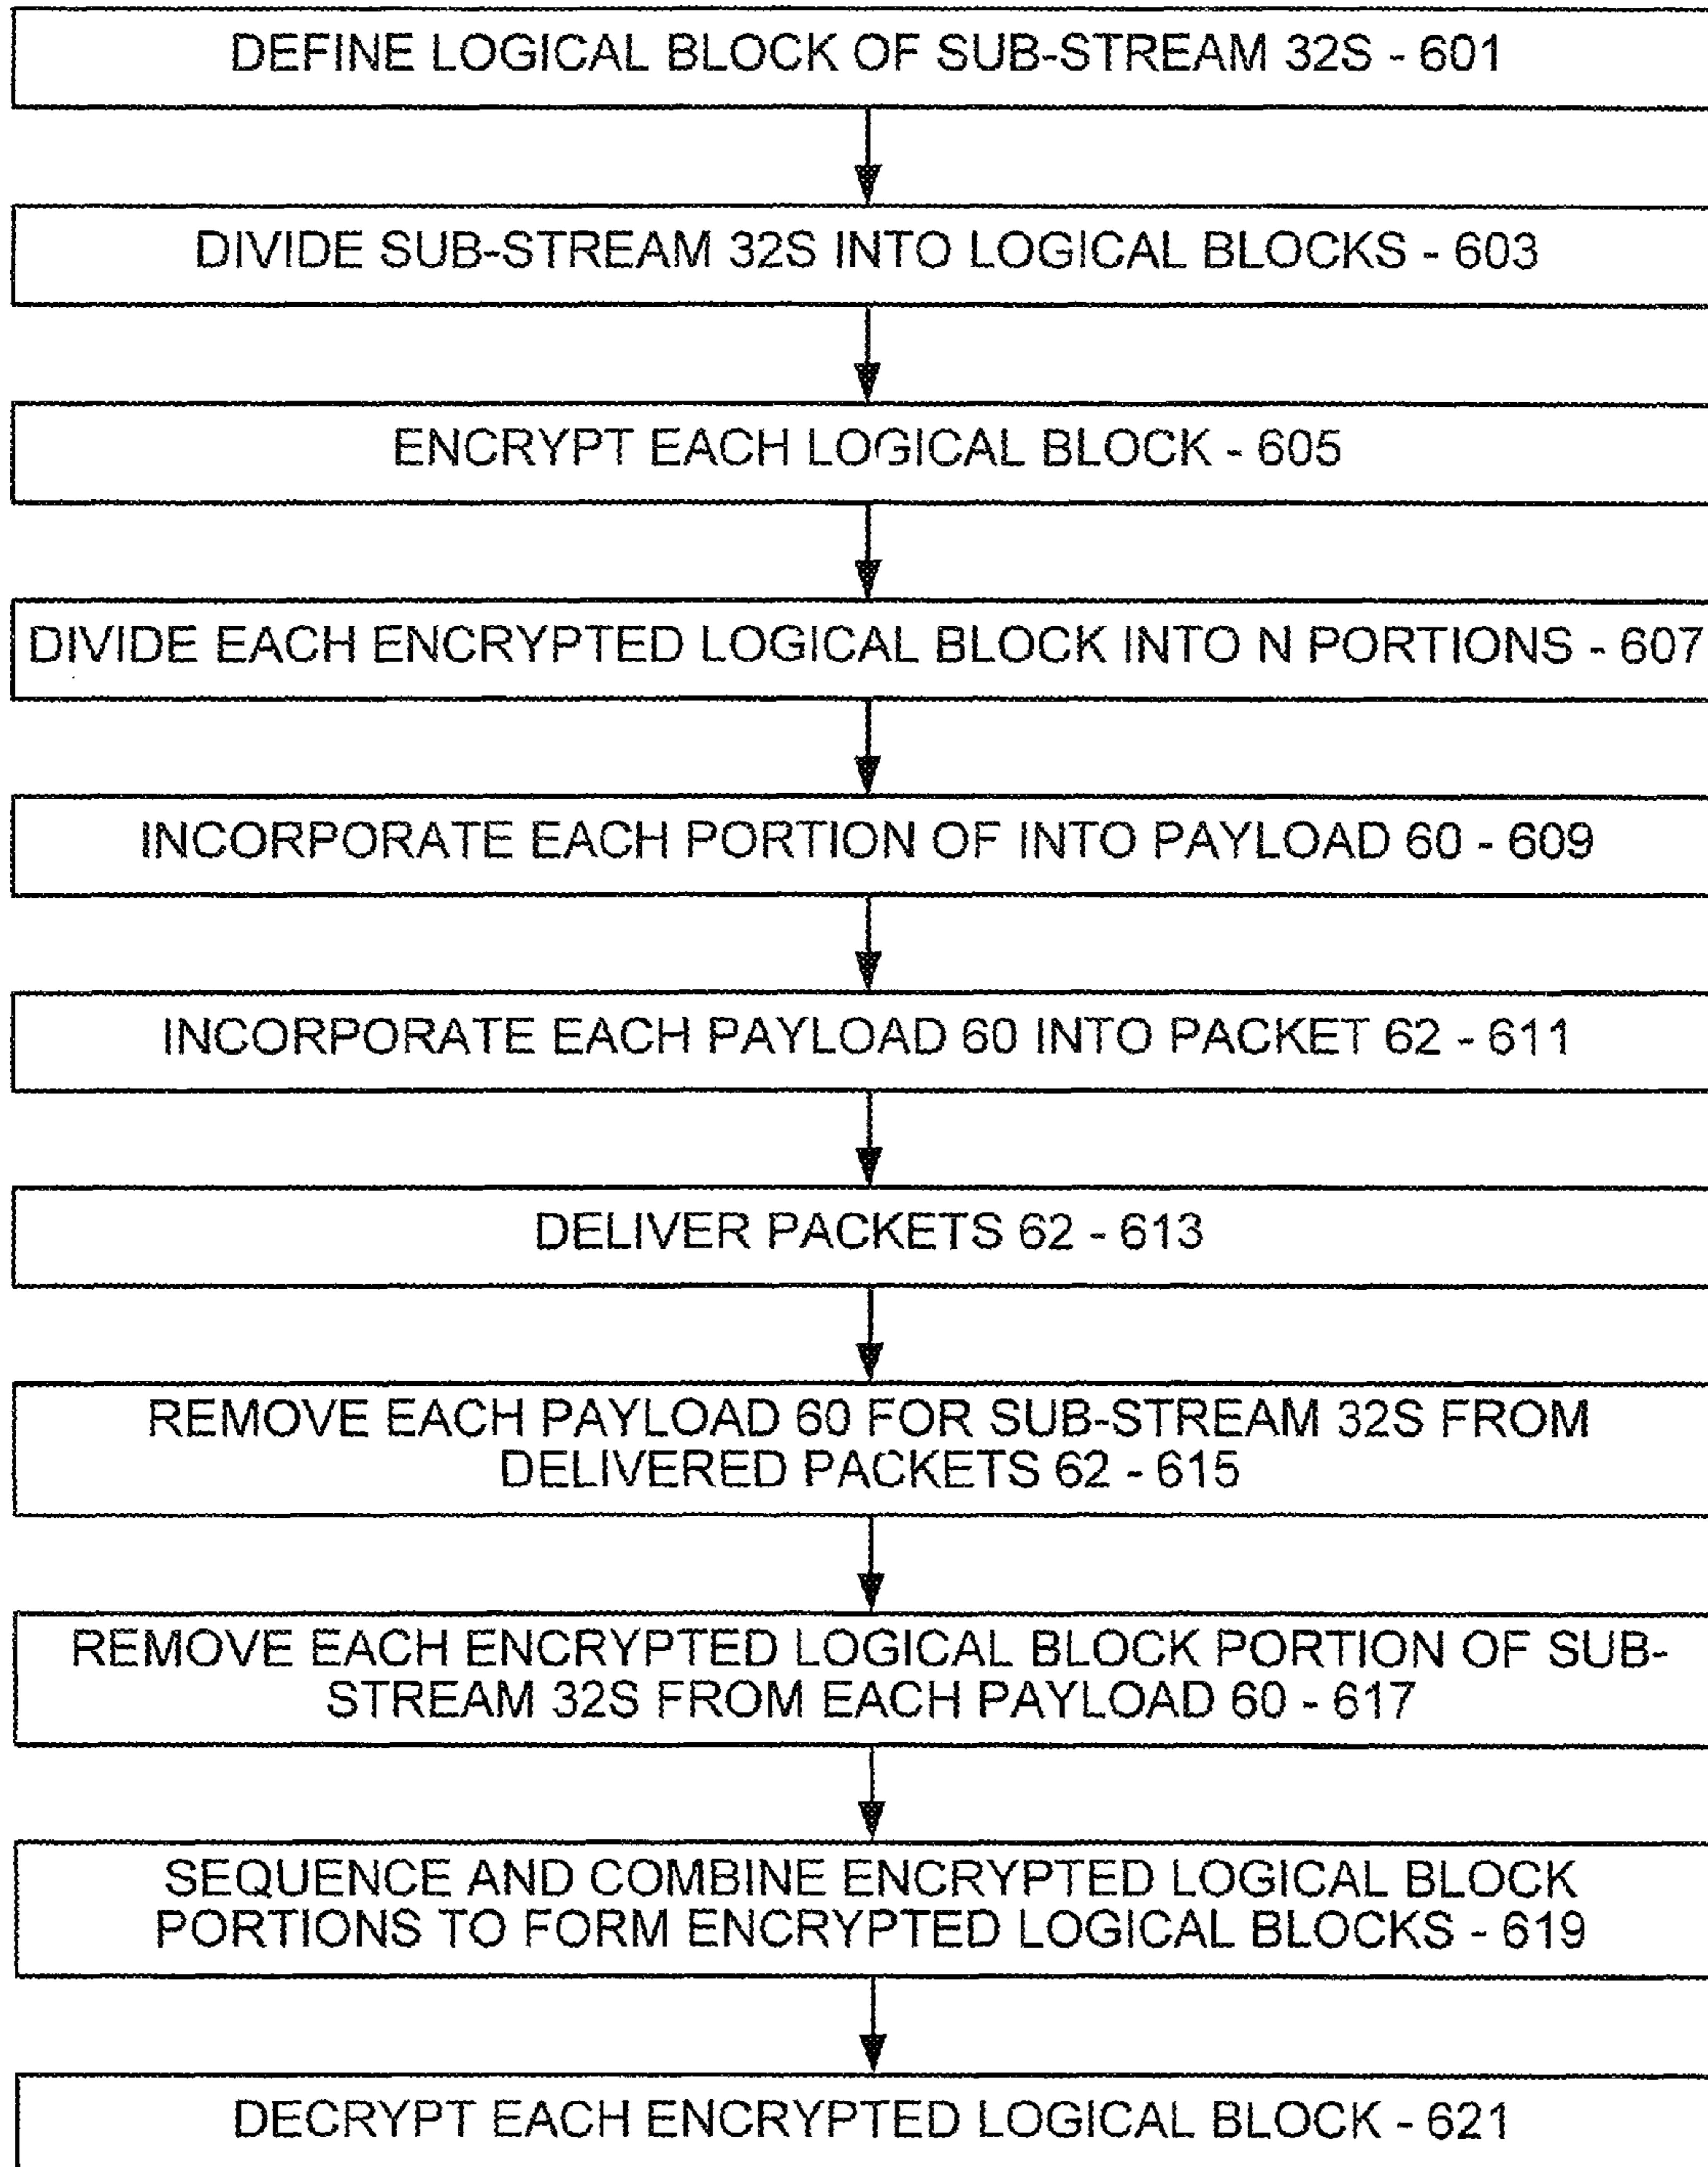 DEFINE LOGICAL BLOCK OF SUB-STREAM 32S - 601
DIVIDE SUB-STREAM 32S INTO LOGICAL BLOCKS - 603
ENCRYPT EACH LOGICAL BLOCK - 605
DIVIDE EACH ENCRYPTED LOGICAL BLOCK INTO N PORTIONS - 607
INCORPORATE EACH PORTION OF INTO PAYLOAD 60 - 609
INCORPORATE EACH PAYLOAD 60 INTO PACKET 62 - 611
DELIVER PACKETS 62 - 613
REMOVE EACH PAYLOAD 60 FOR SUB-STREAM 32S FROM
DELIVERED PACKETS 62 - 615
REMOVE EACH ENCRYPTED LOGICAL BLOCK PORTION OF SUB-
STREAM 32S FROM EACH PAYLOAD 60 - 617
SEQUENCE AND COMBINE ENCRYPTED LOGICAL BLOCK
PORTIONS TO FORM ENCRYPTED LOGICAL BLOCKS - 619
DECRYPT EACH ENCRYPTED LOGICAL BLOCK - 621